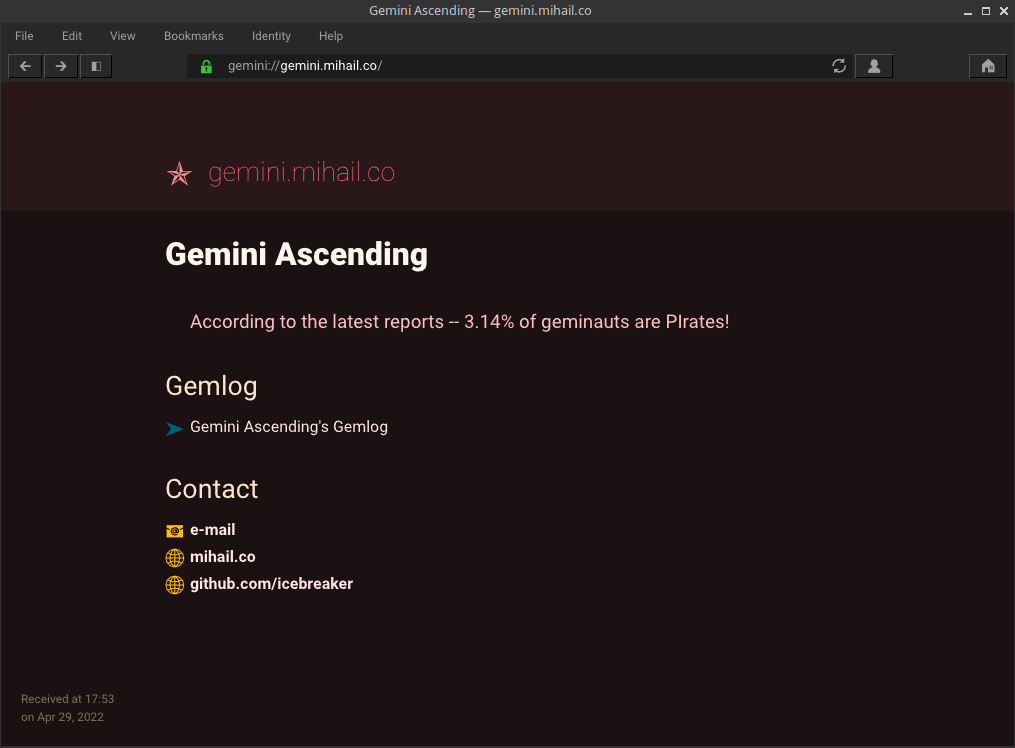 Gemini Ascending — gemini.mihail.co
File Edit View Bookmarks Identity Help
gemini://gemini.mihail.co/
gemini.mihail.co
Gemini Ascending
According to the latest reports -- 3.14% of geminauts are PIrates!
Gemlog
Gemini Ascending's Gemlog
Contact
e-mail
mihail.co
github.com/icebreaker
Received at 17:53
on Apr 29, 2022